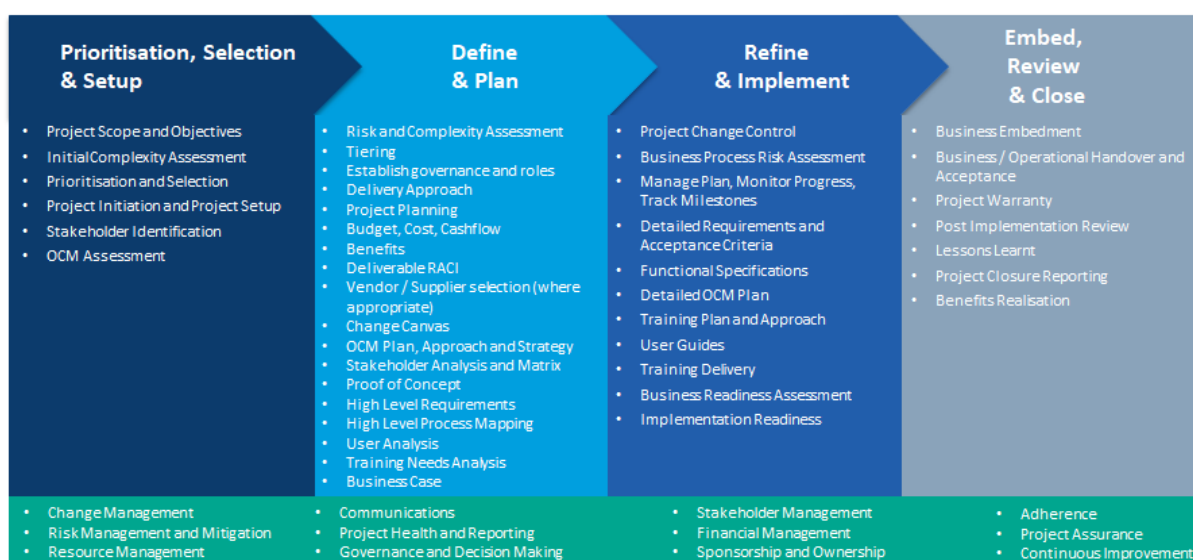 Prioritisation, Selection
& Setup
Define
& Plan
Refine
& Implement
Embed,
Review
& Close
• Project Scope and Objectives
• Initial Complexity Assessment
• Prioritisation and Selection
• Project Initiation and Project Setup
• Stakeholder Identification
• OCM Assessment
• Risk and Complexity Assessment
• Tiering
• Establish governance and roles
• Delivery Approach
• Project Planning
• Budget, Cost, Cashflow
• Benefits
• Deliverable RACI
• Vendor / Supplier selection (where
appropriate)
• Change Canvas
• OCM Plan, Approach and Strategy
• Stakeholder Analysis and Matrix
• Proof of Concept
• High Level Requirements
• High Level Process Mapping
• User Analysis
• Training Needs Analysis
• Business Case
• Project Change Control
• Business Process Risk Assessment
• Manage Plan, Monitor Progress,
Track Milestones
• Detailed Requirements and
Acceptance Criteria
• Functional Specifications
• Detailed OCM Plan
• Training Plan and Approach
• User Guides
• Training Delivery
• Business Readiness Assessment
• Implementation Readiness
• Business Embedment
• Business / Operational Handover and
Acceptance
• Project Warranty
• Post Implementation Review
• Lessons Learnt
• Project Closure Reporting
• Benefits Realisation
• Change Management
• Risk Management and Mitigation
• Resource Management
• Communications
• Project Health and Reporting
• Governance and Decision Making
• Stakeholder Management
• Financial Management
• Sponsorship and Ownership
• Adherence
• Project Assurance
• Continuous Improvement